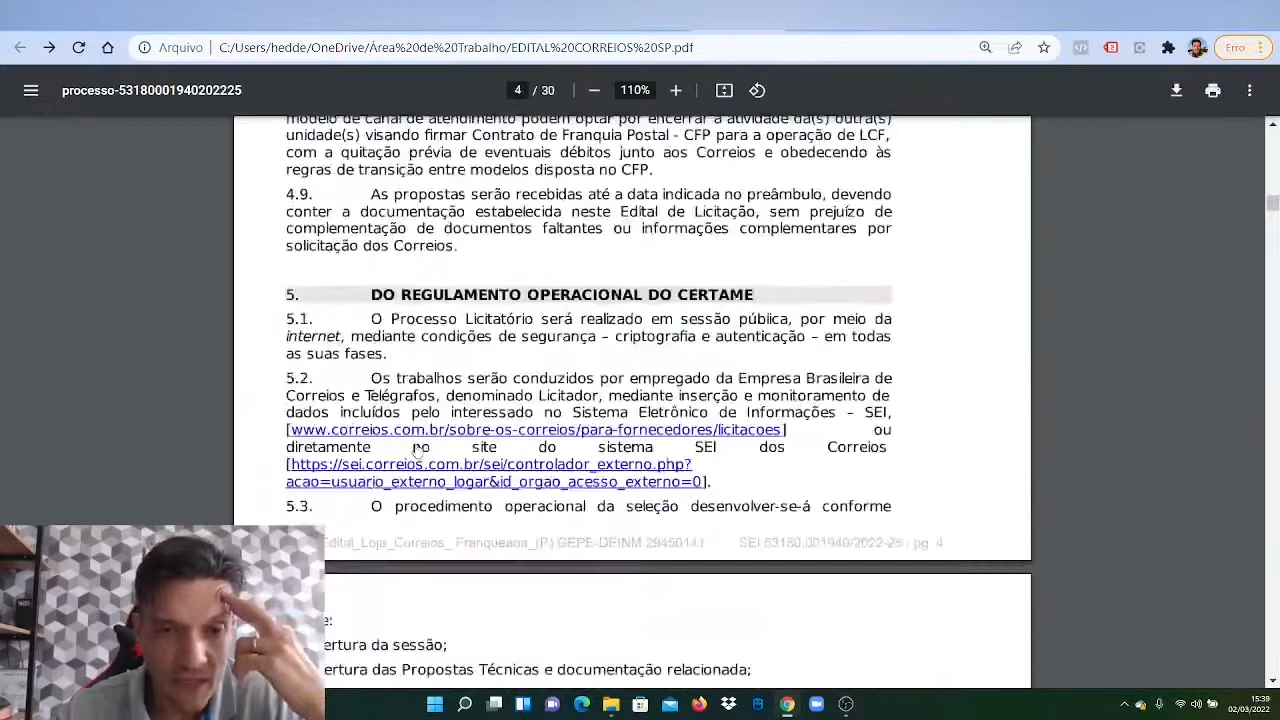 Arquivo
C:/Users/hedde/OneDrive/Área%20de%20Trabalho/EDITAL%20CORREIOS%20SP.pdf
Erro
processo-53180001940202225
4 / 30
110%
modelo de canal de atendimento podem optar por encerrar a atividade da(s) outra(s)
unidade(s) visando firmar Contrato de Franquia Postal - CFP para a operação de LCF,
com a quitação prévia de eventuais débitos junto aos Correios e obedecendo às
regras de transição entre modelos disposta no CFP.
4.9. As propostas serão recebidas até a data indicada no preâmbulo, devendo
conter a documentação estabelecida neste Edital de Licitação, sem prejuízo de
complementação de documentos faltantes ou informações complementares por
solicitação dos Correios.
5. DO REGULAMENTO OPERACIONAL DO CERTAME
5.1. O Processo Licitatório será realizado em sessão pública, por meio da
internet, mediante condições de segurança – criptografia e autenticação – em todas
as suas fases.
5.2. Os trabalhos serão conduzidos por empregado da Empresa Brasileira de
Correios e Telégrafos, denominado Licitador, mediante inserção e monitoramento de
dados incluídos pelo interessado no Sistema Eletrônico de Informações – SEI,
[www.correios.com.br/sobre-os-correios/para-fornecedores/licitacoes] ou
diretamente no site do sistema SEI dos Correios
[https://sei.correios.com.br/sei/controlador_externo.php?
acao=usuario_externo_logar&id_orgao_acesso_externo=0].
5.3. O procedimento operacional da seleção desenvolver-se-á conforme
Edital_Loja_Correios_ (P) GEPE-DEINM SEI 53180.001940/2022-25 / pg. 4
e:
ertura da sessão;
ertura das Propostas Técnicas e documentação relacionada;
15:39
02/03/2022